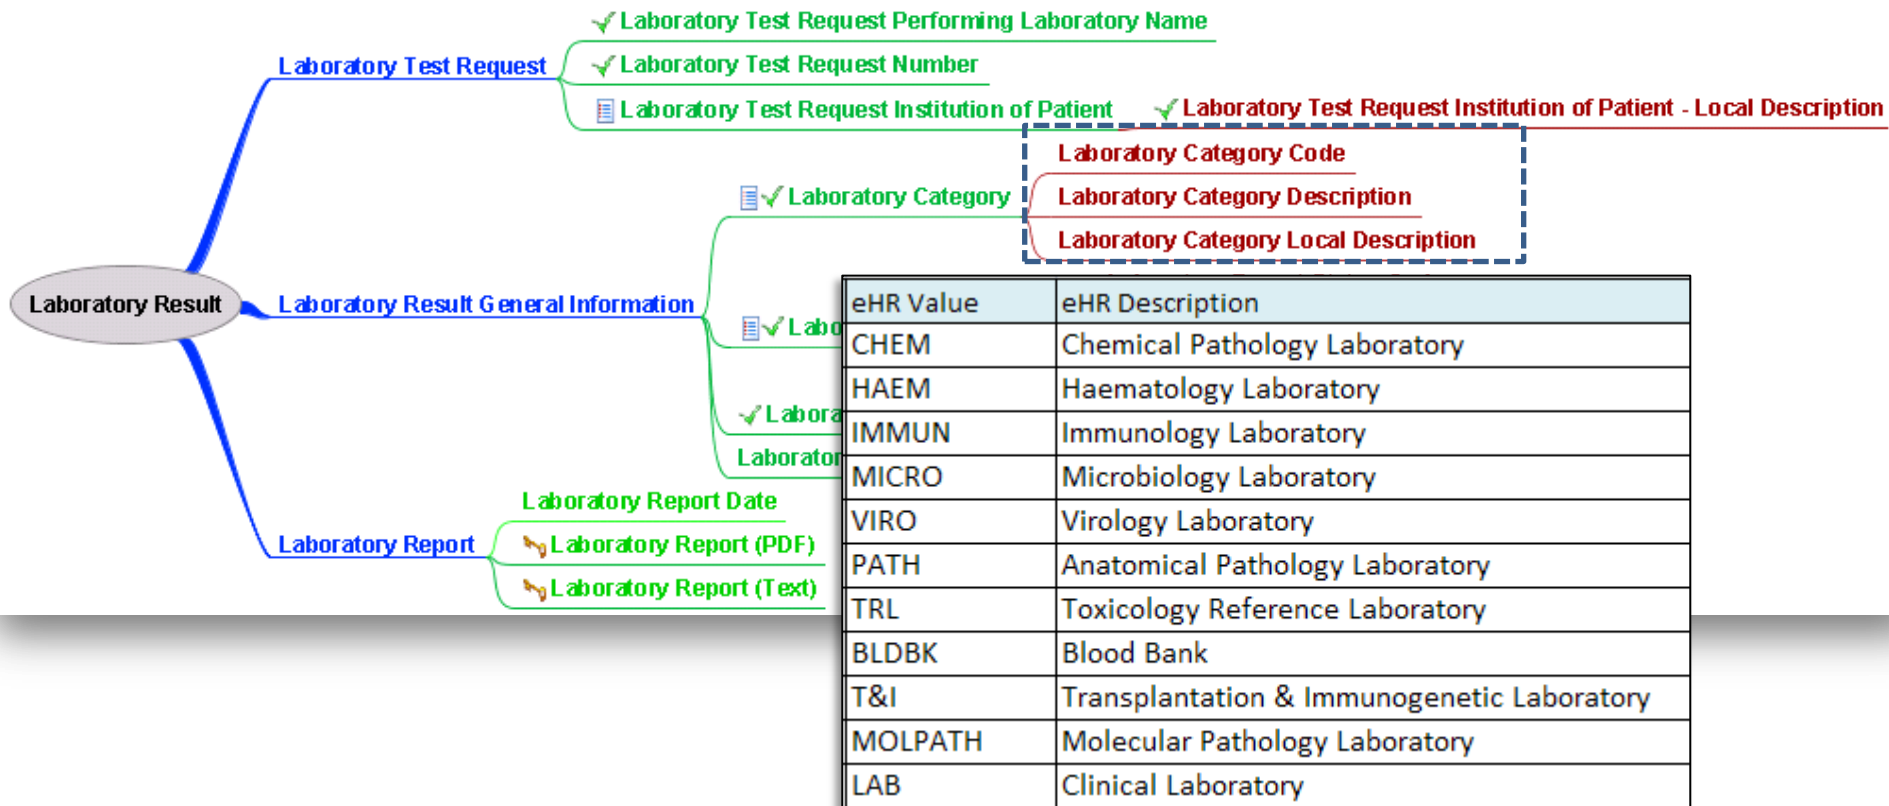 Laboratory Test Request Performing Laboratory Name
Laboratory Test Request
Laboratory Test Request Number
Laboratory Test Request Institution of Patient
Laboratory Test Request Institution of Patient - Local Description
Laboratory Category Code
Laboratory Category
Laboratory Category Description
Laboratory Category Local Description
Laboratory Result
Laboratory Result General Information
Laboratory Report Date
Laboratory Report
Laboratory Report (PDF)
Laboratory Report (Text)
eHR Value eHR Description
CHEM Chemical Pathology Laboratory
HAEM Haematology Laboratory
IMMUN Immunology Laboratory
MICRO Microbiology Laboratory
VIRO Virology Laboratory
PATH Anatomical Pathology Laboratory
TRL Toxicology Reference Laboratory
BLDBK Blood Bank
T&I Transplantation & Immunogenetic Laboratory
MOLPATH Molecular Pathology Laboratory
LAB Clinical Laboratory